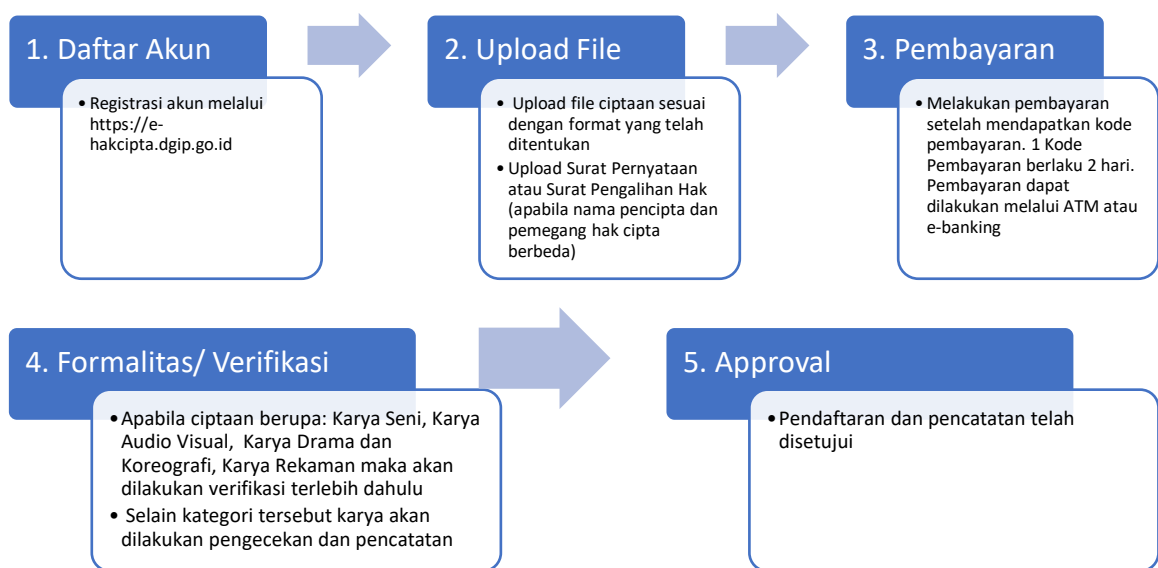 1. Daftar Akun
• Registrasi akun melalui
https://e-
hakcipta.dgip.go.id
2. Upload File
• Upload file ciptaan sesuai
dengan format yang telah
ditentukan
• Upload Surat Pernyataan
atau Surat Pengalihan Hak
(apabila nama pencipta dan
pemegang hak cipta
berbeda)
3. Pembayaran
• Melakukan pembayaran
setelah mendapatkan kode
pembayaran. 1 Kode
Pembayaran berlaku 2 hari.
Pembayaran dapat
dilakukan melalui ATM atau
e-banking
4. Formalitas/ Verifikasi
• Apabila ciptaan berupa: Karya Seni, Karya
Audio Visual, Karya Drama dan
Koreografi, Karya Rekaman maka akan
dilakukan verifikasi terlebih dahulu
• Selain kategori tersebut karya akan
dilakukan pengecekan dan pencatatan
5. Approval
• Pendaftaran dan pencatatan telah
disetujui